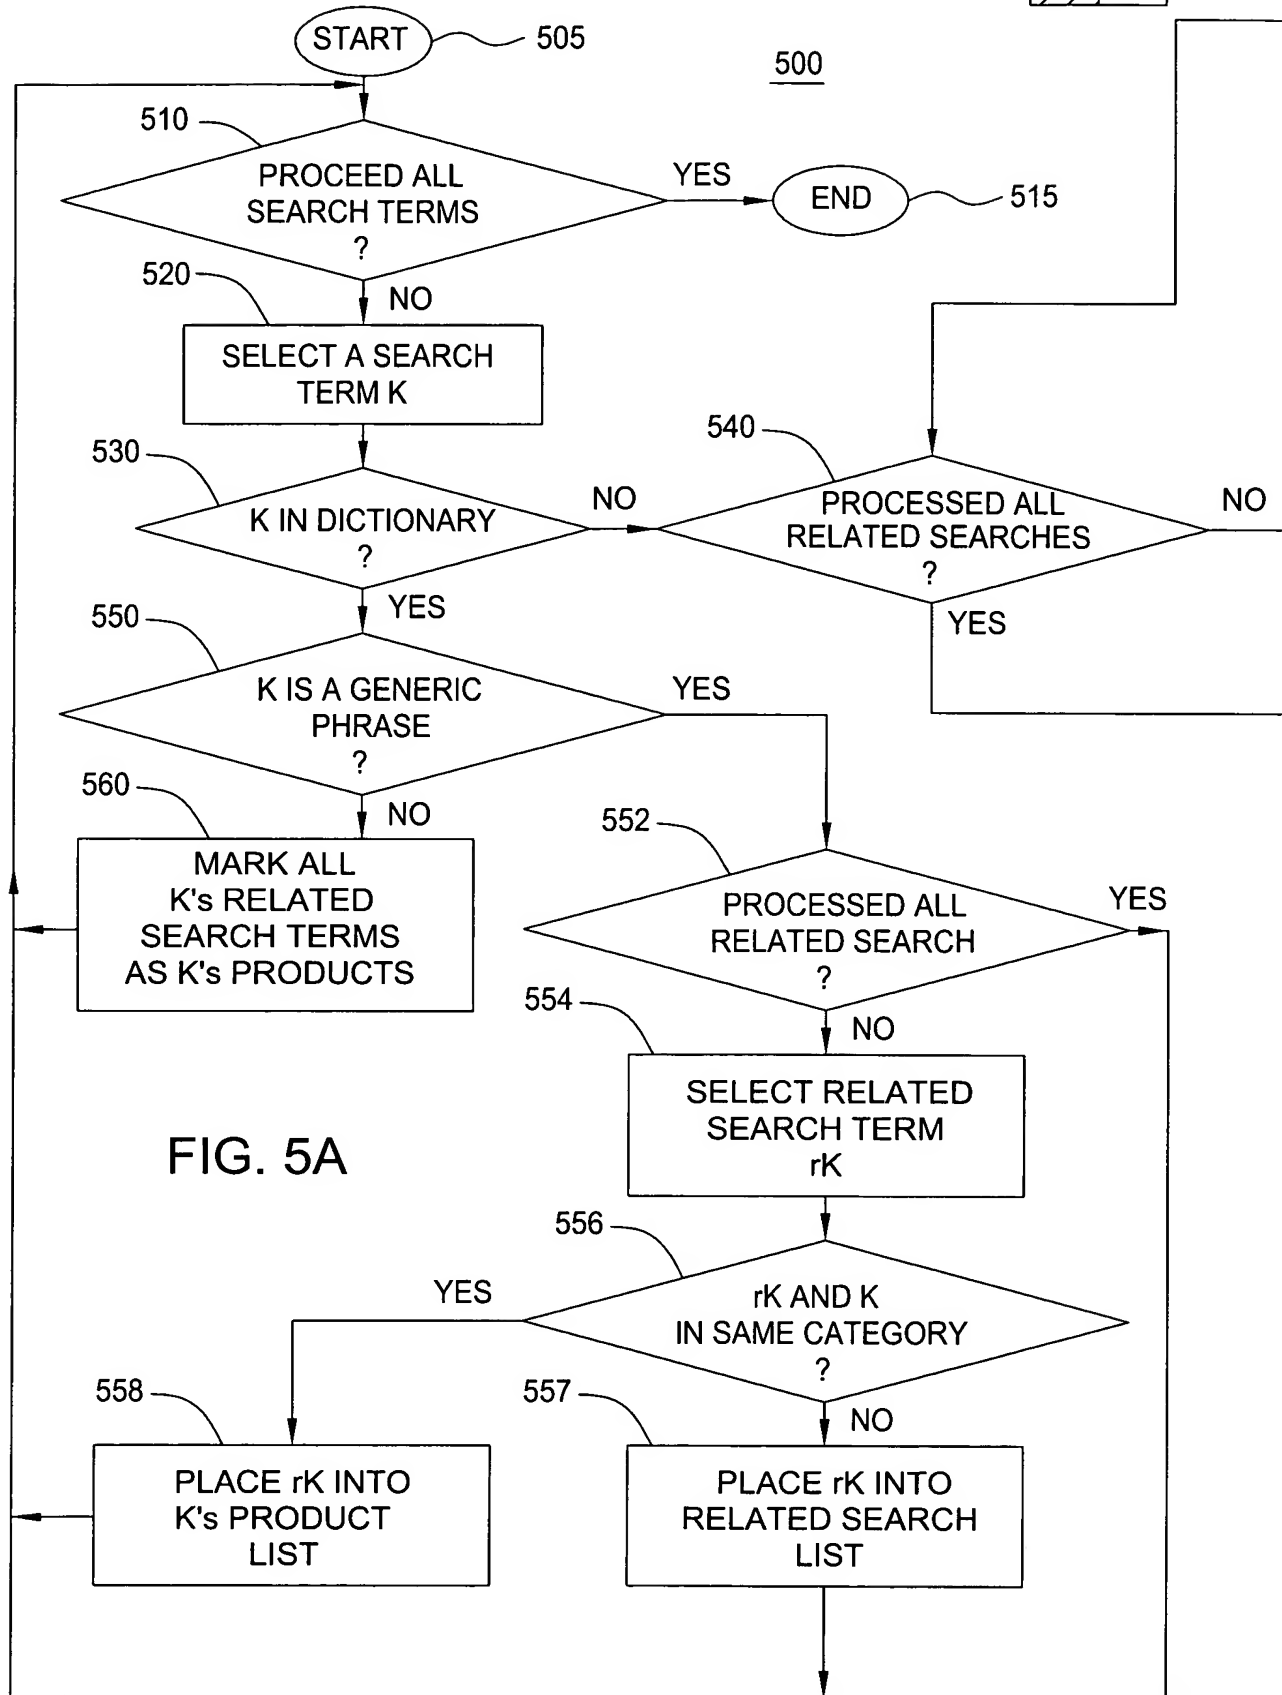 START
505
500
510
PROCEED ALL
SEARCH TERMS
?
YES
END
515
NO
520
SELECT A SEARCH
TERM K
530
K IN DICTIONARY
?
NO
540
PROCESSED ALL
RELATED SEARCHES
?
NO
YES
YES
550
K IS A GENERIC
PHRASE
?
YES
NO
560
MARK ALL
K's RELATED
SEARCH TERMS
AS K's PRODUCTS
552
PROCESSED ALL
RELATED SEARCH
?
YES
NO
554
SELECT RELATED
SEARCH TERM
rK
FIG. 5A
556
rK AND K
IN SAME CATEGORY
?
YES
NO
558
PLACE rK INTO
K's PRODUCT
LIST
557
PLACE rK INTO
RELATED SEARCH
LIST